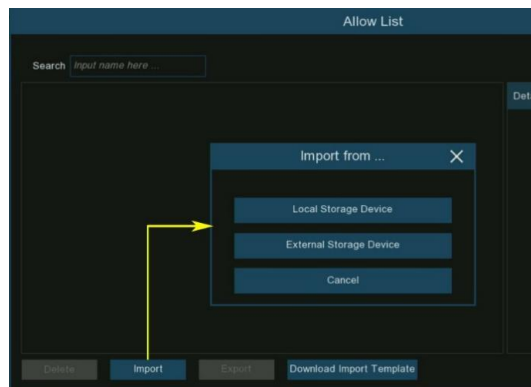 Allow List
Search Input name here ...
Det
Import from ...
Local Storage Device
External Storage Device
Cancel
Delete Import Export Download Import Template